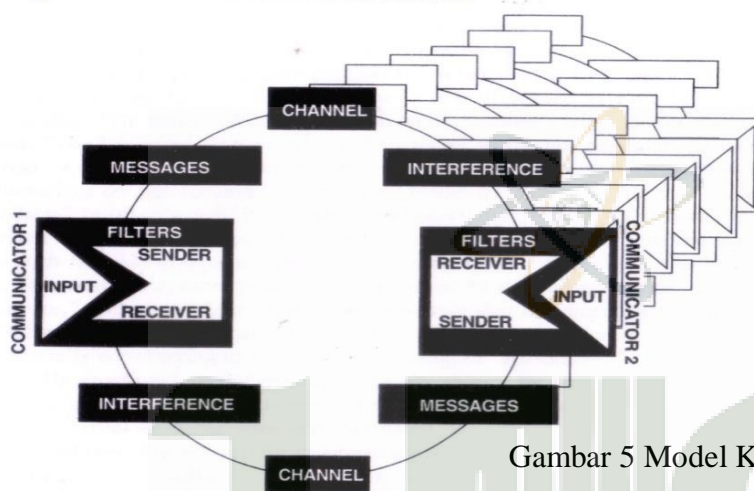 CHANNEL
MESSAGES
INTERFERENCE
COMMUNICATOR 1
FILTERS
SENDER
INPUT
RECEIVER
FILTERS
RECEIVER
INPUT
SENDER
COMMUNICATOR 2
INTERFERENCE
MESSAGES
CHANNEL
Gambar 5 Model K